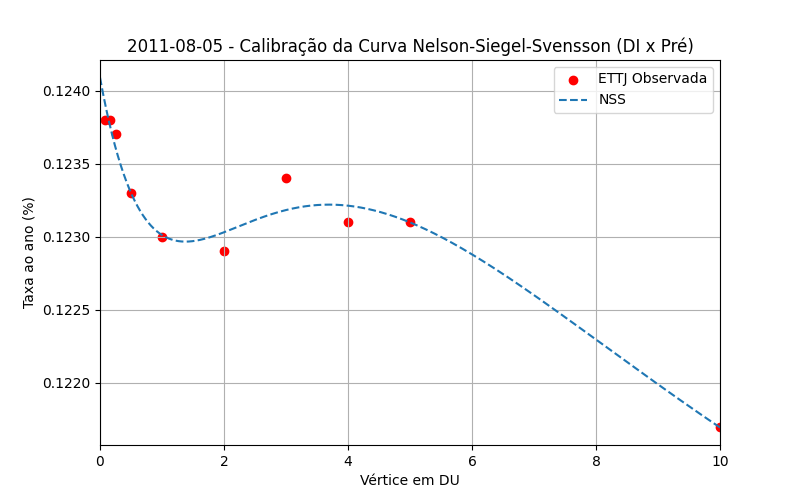 2011-08-05 - Calibração da Curva Nelson-Siegel-Svensson (DI x Pré)
ETTJ Observada
NSS
Taxa ao ano (%)
0.1240
0.1235
0.1230
0.1225
0.1220
0
2
4
6
8
10
Vértice em DU